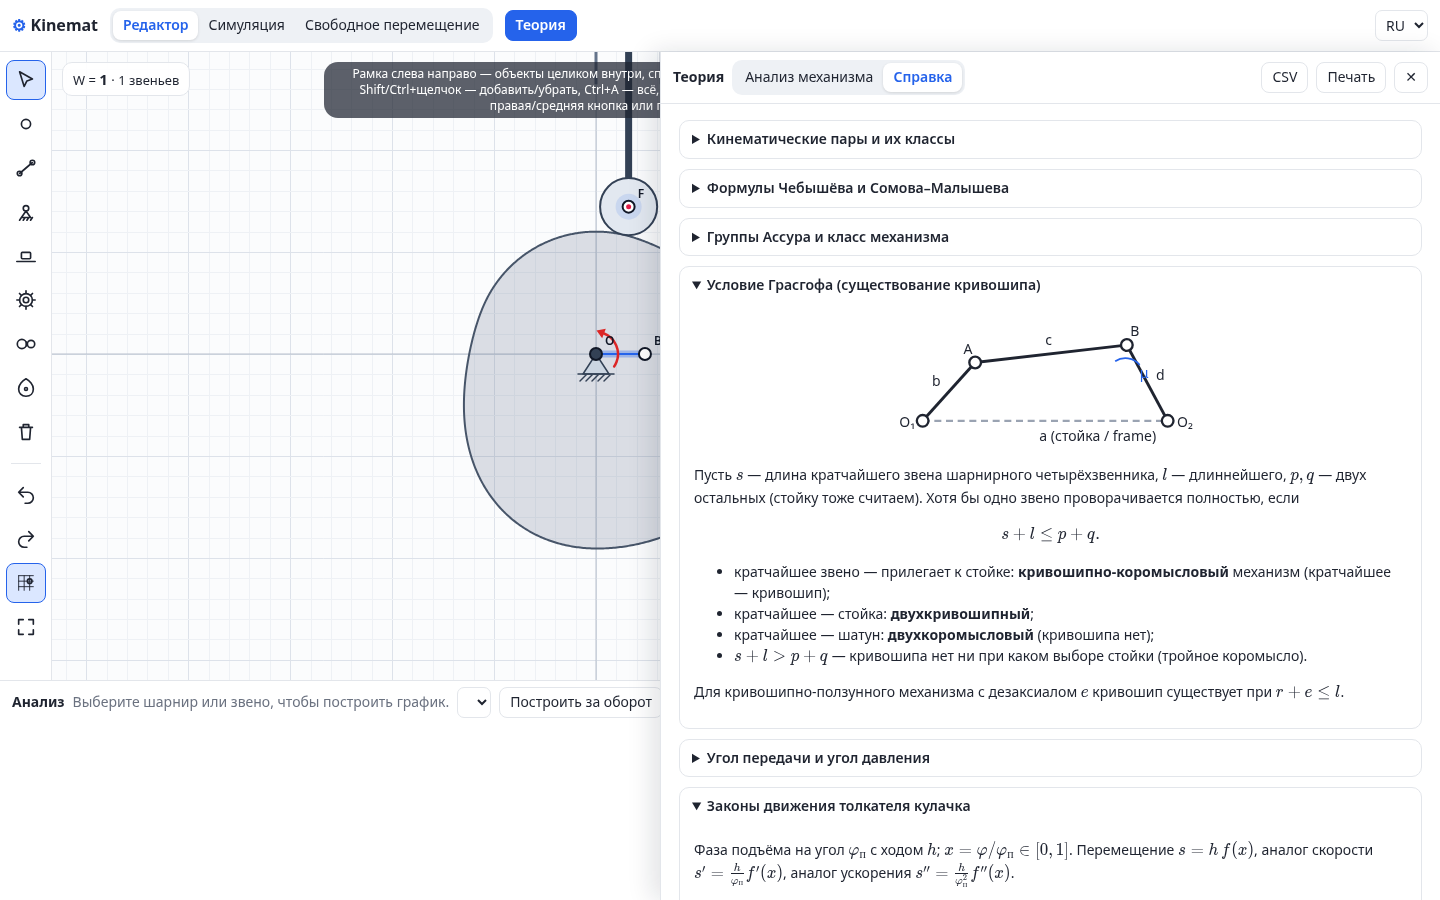 Kinemat
Редактор
Симуляция
Свободное перемещение
Теория
RU
W = 1 · 1 звеньев
Рамка слева направо — объекты целиком внутри, сп
Shift/Ctrl+щелчок — добавить/убрать, Ctrl+A — всё,
правая/средняя кнопка или п
F
O
B
Анализ
Выберите шарнир или звено, чтобы построить график.
Построить за оборот
Теория
Анализ механизма
Справка
CSV
Печать
✕
Кинематические пары и их классы
Формулы Чебышёва и Сомова–Малышева
Группы Ассура и класс механизма
Условие Грасгофа (существование кривошипа)
A
c
B
b
μ
d
O₁
O₂
a (стойка / frame)
Пусть s — длина кратчайшего звена шарнирного четырёхзвенника, l — длиннейшего, p, q — двух
остальных (стойку тоже считаем). Хотя бы одно звено проворачивается полностью, если
s + l ≤ p + q.
• кратчайшее звено — прилегает к стойке: кривошипно-коромысловый механизм (кратчайшее
— кривошип);
• кратчайшее — стойка: двухкривошипный;
• кратчайшее — шатун: двухкоромысловый (кривошипа нет);
• s + l > p + q — кривошипа нет ни при каком выборе стойки (тройное коромысло).
Для кривошипно-ползунного механизма с дезаксиалом e кривошип существует при r + e ≤ l.
Угол передачи и угол давления
Законы движения толкателя кулачка
Фаза подъёма на угол φп с ходом h; x = φ/φп ∈ [0, 1]. Перемещение s = h f(x), аналог скорости
s′ = h/φп f′(x), аналог ускорения s″ = h/φп² f″(x).